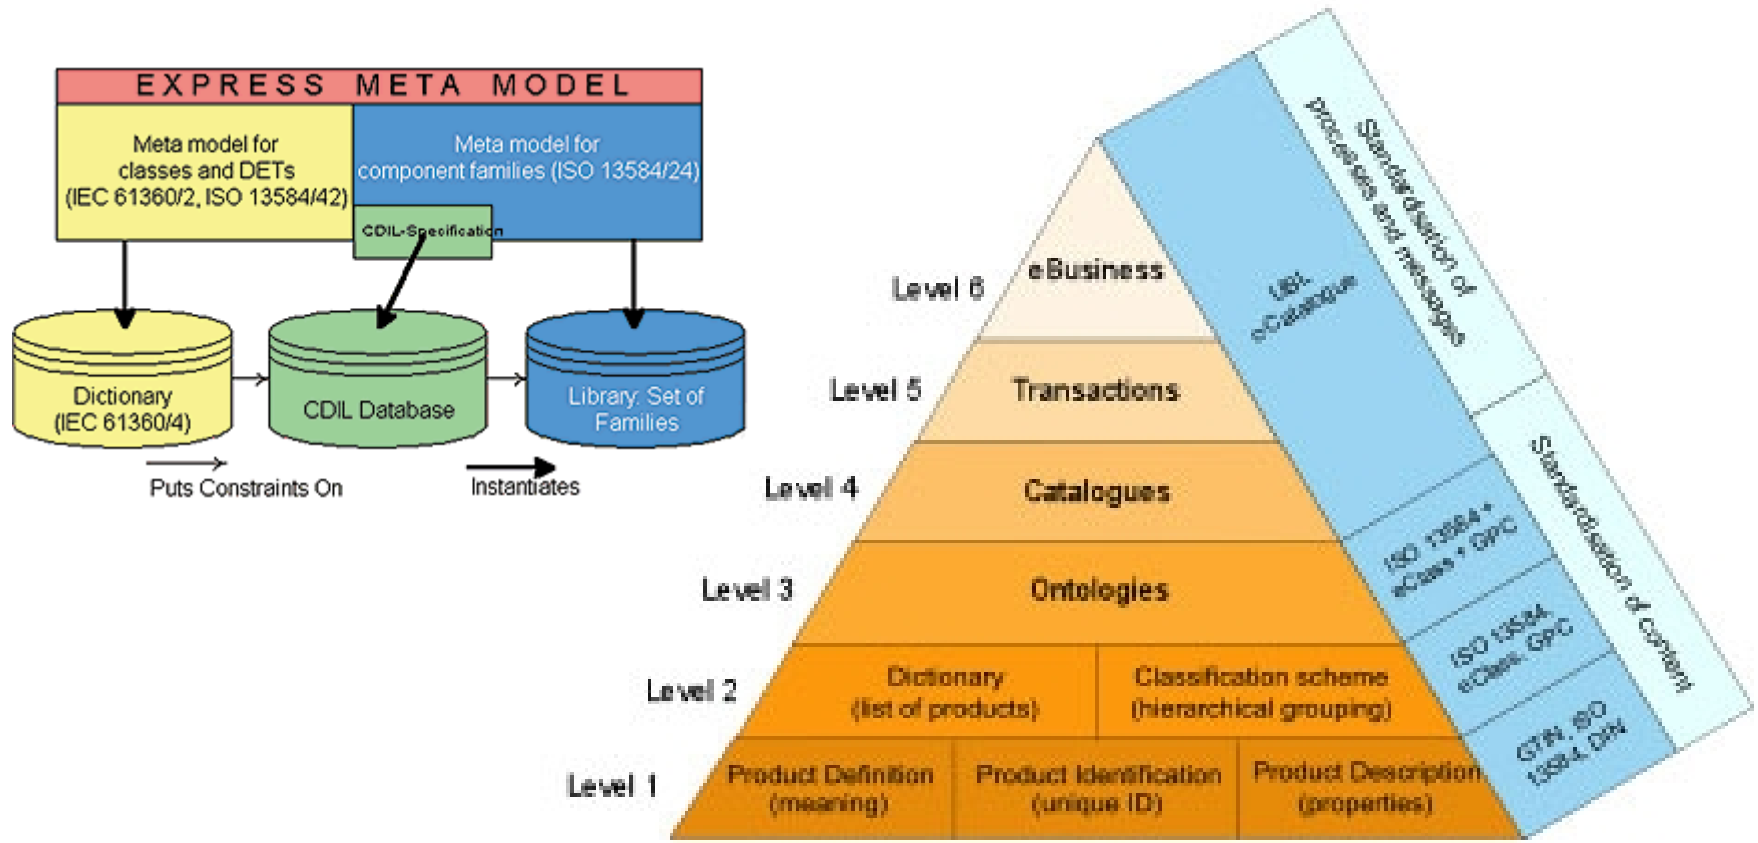 EXPRESS META MODEL
Meta model for
classes and DETs
(IEC 61360/2, ISO 13584/42)
Meta model for
component families (ISO 13584/24)
CDIL-Specification
Dictionary
(IEC 61360/4)
CDIL Database
Library: Set of
Families
Puts Constraints On
Instantiates
Level 6
eBusiness
Level 5
Transactions
Level 4
Catalogues
Level 3
Ontologies
Level 2
Dictionary
(list of products)
Classification scheme
(hierarchical grouping)
Level 1
Product Definition
(meaning)
Product Identification
(unique ID)
Product Description
(properties)
UBL
eCatalogue
ISO 13584 +
eClass + GPC
ISO 13584,
eClass, GPC
GTIN, ISO
13584, DIN
Standardisation of
processes and messages
Standardisation of content